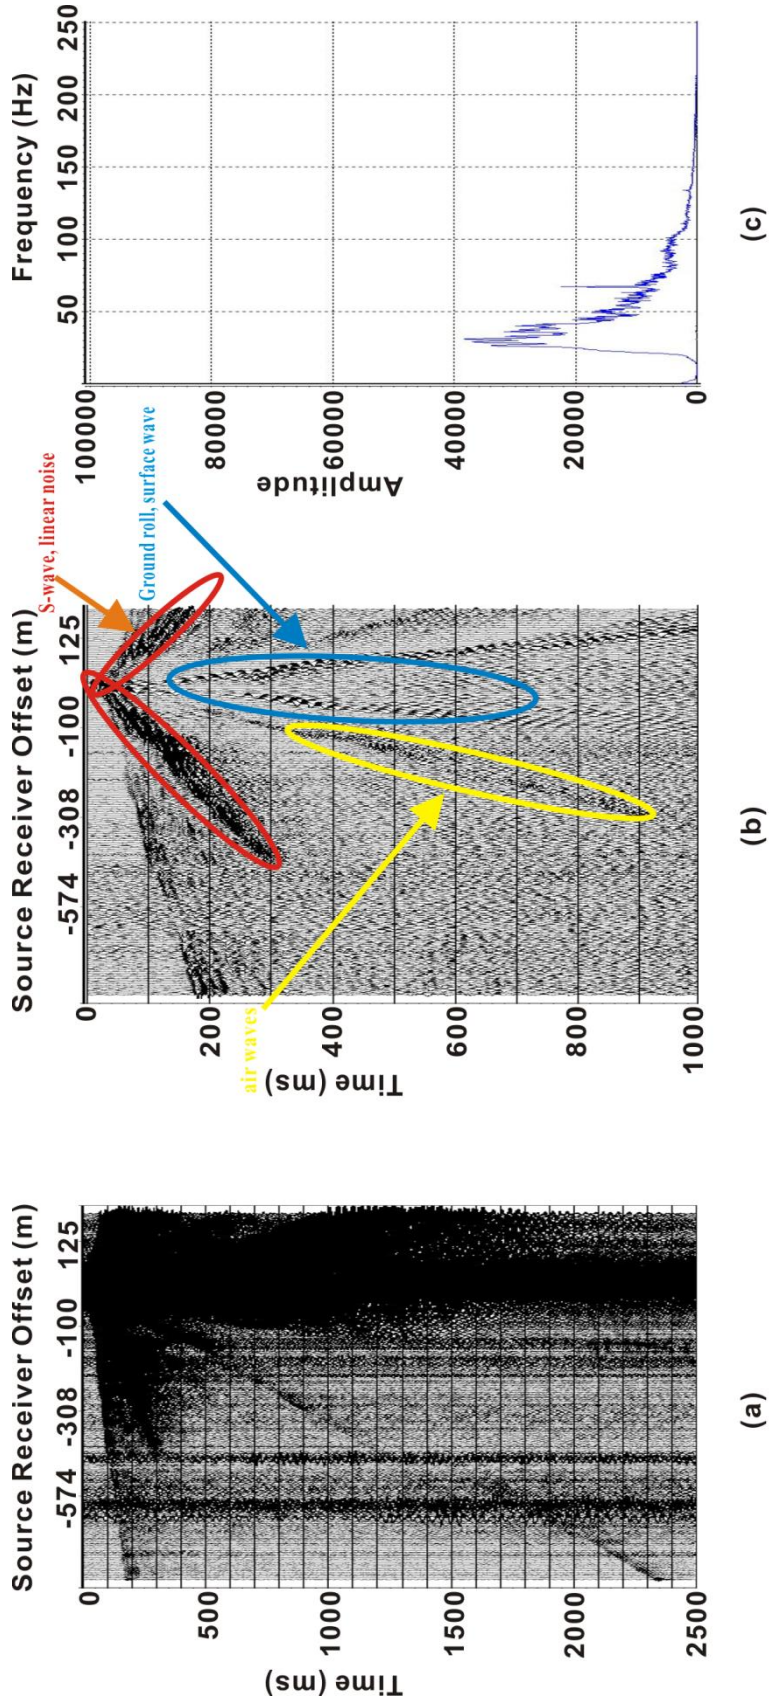 Source Receiver Offset (m)
-574 -308 -100 125
Time (ms)
0
500
1000
1500
2000
2500
(a)
Source Receiver Offset (m)
-574 -308 -100 125
Time (ms)
0
200
400
600
800
1000
S-wave, linear noise
Ground roll, surface wave
air waves
(b)
Frequency (Hz)
50 100 150 200 250
Amplitude
100000
80000
60000
40000
20000
0
(c)